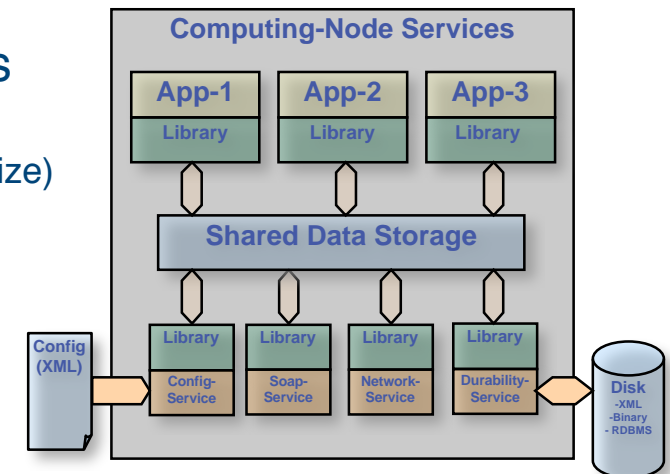 Computing-Node Services
s
ize)
App-1 App-2 App-3
Library Library Library
Shared Data Storage
Library Library Library Library
Config-
Service
Soap-
Service
Network-
Service
Durability-
Service
Config
(XML)
Disk
-XML
-Binary
- RDBMS